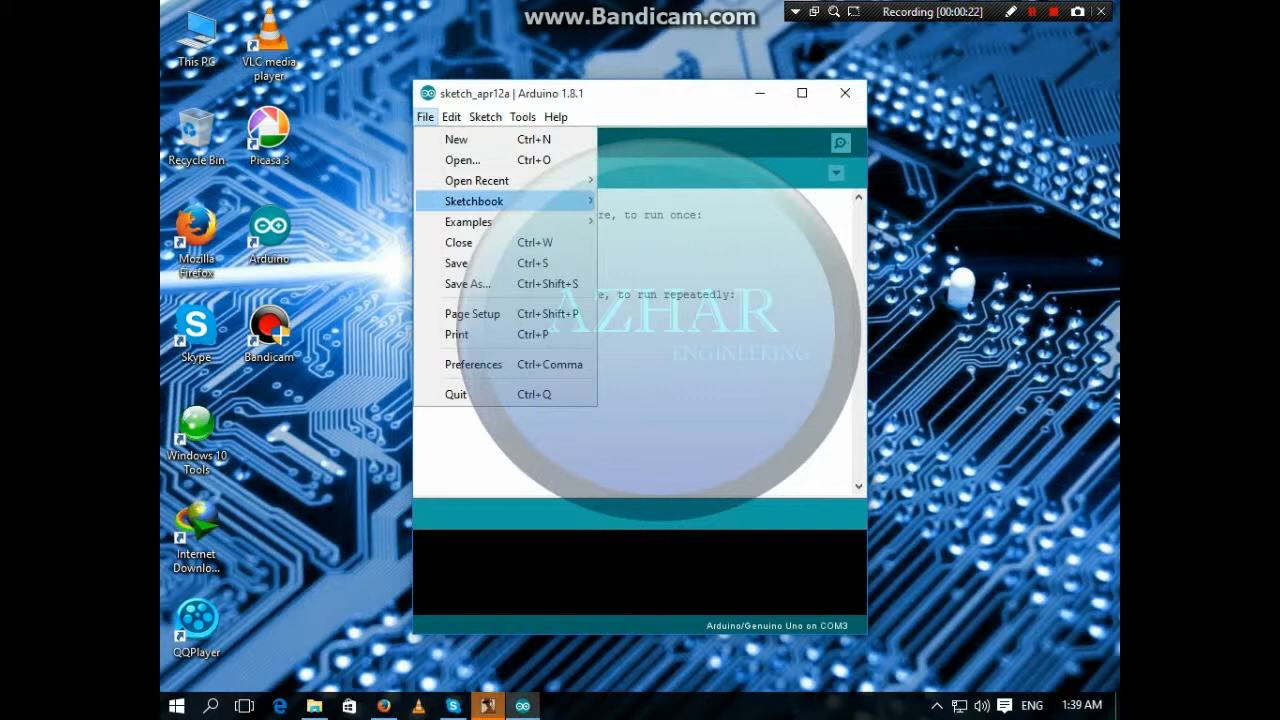 www.Bandicam.com
Recording [00:00:22]
This PC
VLC media
player
Recycle Bin
Picasa 3
Mozilla
Firefox
Arduino
Skype
Bandicam
Windows 10
Tools
Internet
Downlo...
QQPlayer
sketch_apr12a | Arduino 1.8.1
File Edit Sketch Tools Help
New Ctrl+N
Open... Ctrl+O
Open Recent
Sketchbook
Examples
Close Ctrl+W
Save Ctrl+S
Save As... Ctrl+Shift+S
Page Setup Ctrl+Shift+P
Print Ctrl+P
Preferences Ctrl+Comma
Quit Ctrl+Q
re, to run once:
e, to run repeatedly:
AZHAR
ENGINEERING
Arduino/Genuino Uno on COM3
ENG
1:39 AM